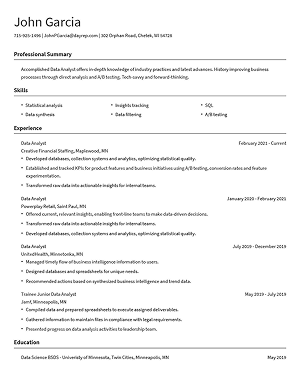 John Garcia
715-925-1496 | JohnPGarcia@dayrep.com | 302 Orphan Road, Chetek, WI 54728
Professional Summary
Accomplished Data Analyst offers in-depth knowledge of industry practices and latest advances. History improving business
processes through direct analysis and A/B testing. Tech-savvy and forward-thinking.
Skills
• Statistical analysis • Insights tracking • SQL
• Data synthesis • Data filtering • A/B testing
Experience
Data Analyst February 2021 - Current
Creative Financial Staffing, Maplewood, MN
• Developed databases, collection systems and analytics, optimizing statistical quality.
• Established and tracked KPIs for product features and business initiatives using A/B testing, conversion rates and feature
experimentation.
• Transformed raw data into actionable insights for internal teams.
Data Analyst January 2020 - February 2021
Powerplay Retail, Saint Paul, MN
• Offered current, relevant insights, enabling front-line teams to make data-driven decisions.
• Transformed raw data into actionable insights for internal teams.
• Developed databases, collection systems and analytics, optimizing statistical quality.
Data Analyst July 2019 - December 2019
UnitedHealth, Minnetonka, MN
• Managed timely flow of business intelligence information to users.
• Designed databases and spreadsheets for unique needs.
• Recommended actions based on synthesized business intelligence and trend data.
Trainee Junior Data Analyst May 2019 - July 2019
Jamf, Minneapolis, MN
• Compiled data and prepared spreadsheets to execute assigned deliverables.
• Gathered information to maintain files in compliance with legal requirements.
• Presented progress on data analysis activities to leadership team.
Education
Data Science BSDS - University of Minnesota, Twin Cities, Minneapolis, MN May 2019